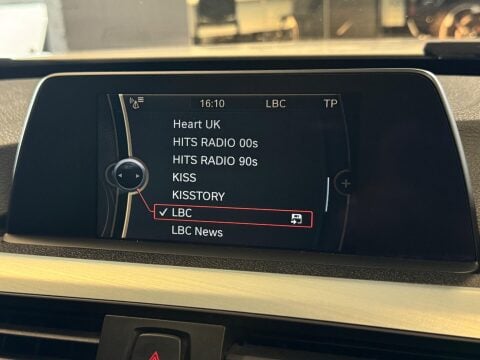 16:10 LBC TP
Heart UK
HITS RADIO 00s
HITS RADIO 90s
KISS
KISSTORY
LBC
LBC News